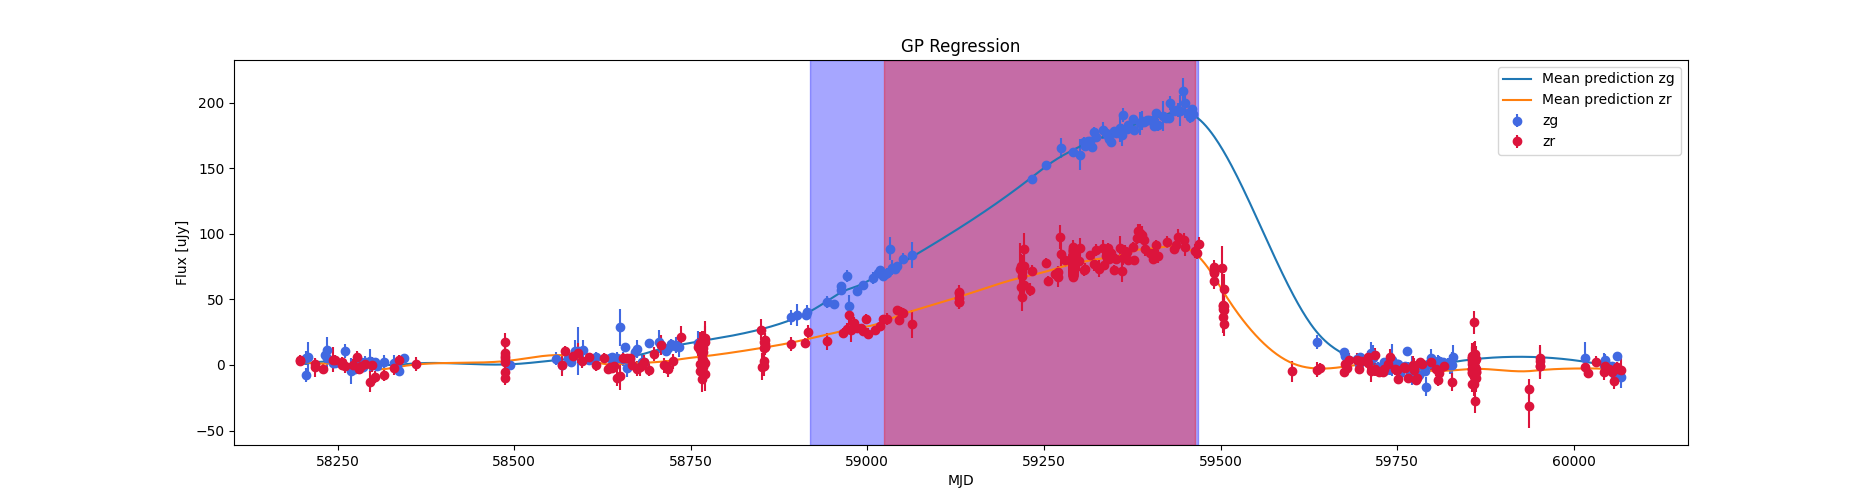 GP Regression
Flux [uJy]
200
150
100
50
0
−50
58250
58500
58750
59000
59250
59500
59750
60000
MJD
Mean prediction zg
Mean prediction zr
zg
zr